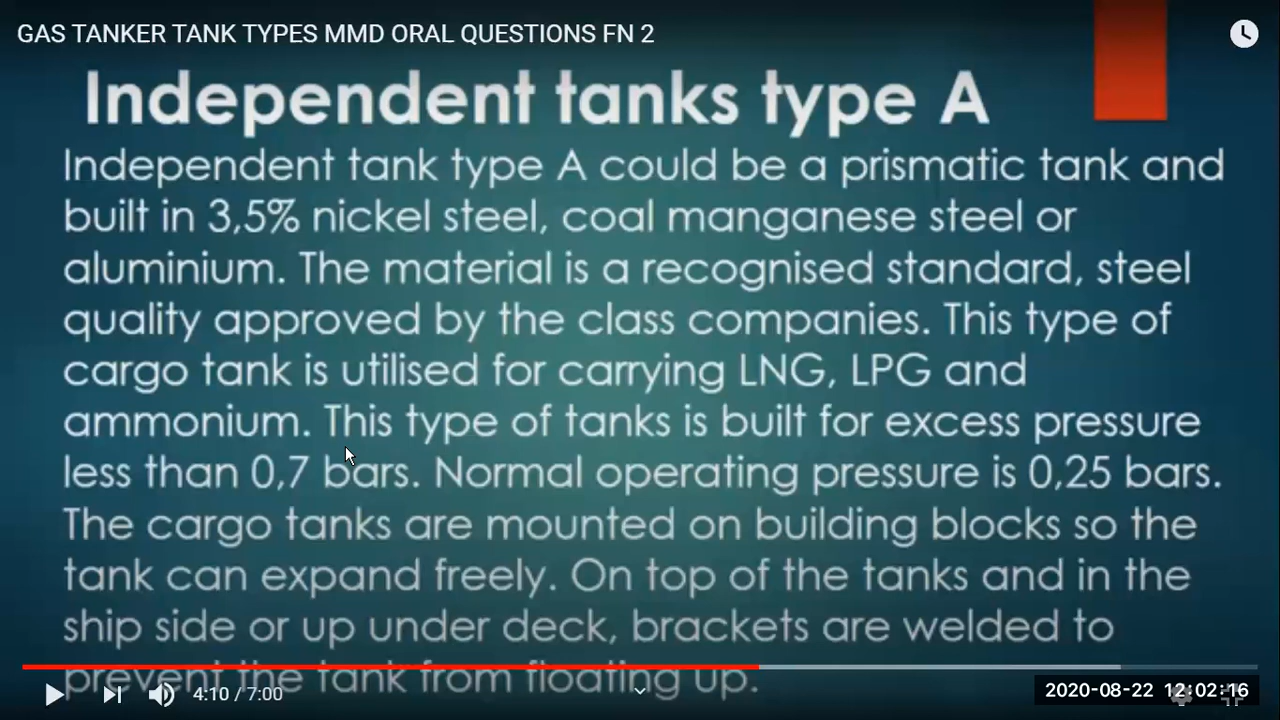 GAS TANKER TANK TYPES MMD ORAL QUESTIONS FN 2
Independent tanks type A
Independent tank type A could be a prismatic tank and
built in 3,5% nickel steel, coal manganese steel or
aluminium. The material is a recognised standard, steel
quality approved by the class companies. This type of
cargo tank is utilised for carrying LNG, LPG and
ammonium. This type of tanks is built for excess pressure
less than 0,7 bars. Normal operating pressure is 0,25 bars.
The cargo tanks are mounted on building blocks so the
tank can expand freely. On top of the tanks and in the
ship side or up under deck, brackets are welded to
prevent the tank from floating up.
4:10 / 7:00
2020-08-22 12:02:16